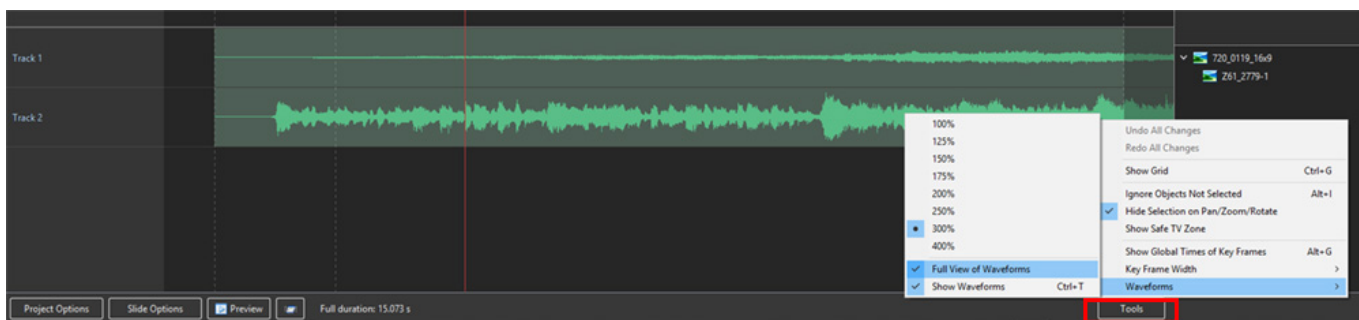 Track 1
Track 2
720_0119_16x9
Z61_2779-1
100%
125%
150%
175%
200%
250%
300%
400%
Full View of Waveforms
Show Waveforms Ctrl+T
Undo All Changes
Redo All Changes
Show Grid Ctrl+G
Ignore Objects Not Selected Alt+I
Hide Selection on Pan/Zoom/Rotate
Show Safe TV Zone
Show Global Times of Key Frames Alt+G
Key Frame Width
Waveforms
Project Options
Slide Options
Preview
Full duration: 15.073 s
Tools